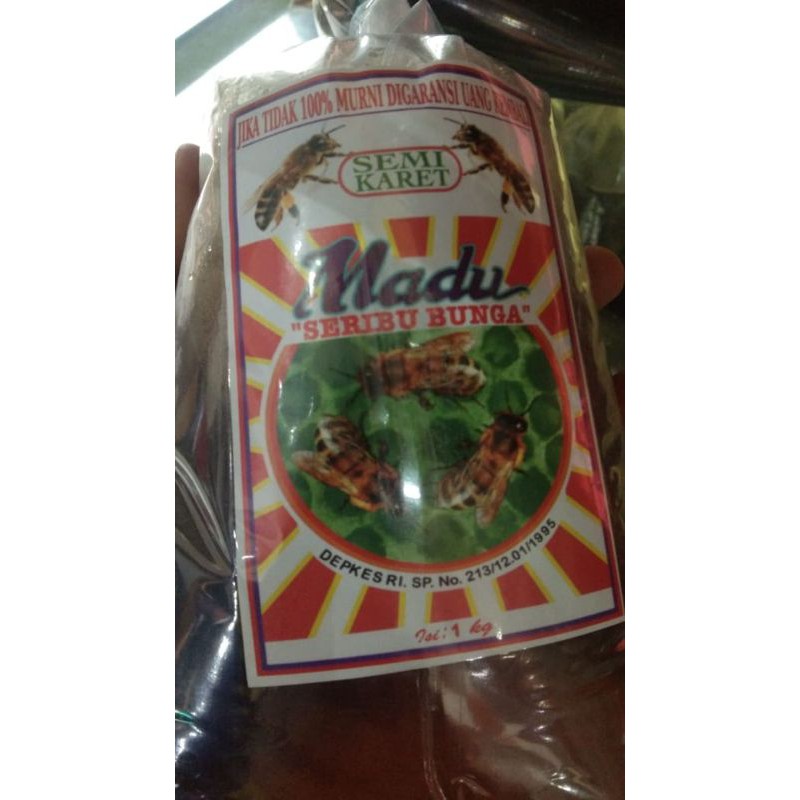 JIKA TIDAK 100% MURNI DIGARANSI UANG KEMBALI
SEMI
KARET
Madu
"SERIBU BUNGA"
DEPKES RI. SP. No. 213/12.01/1995
Isi: 1 kg